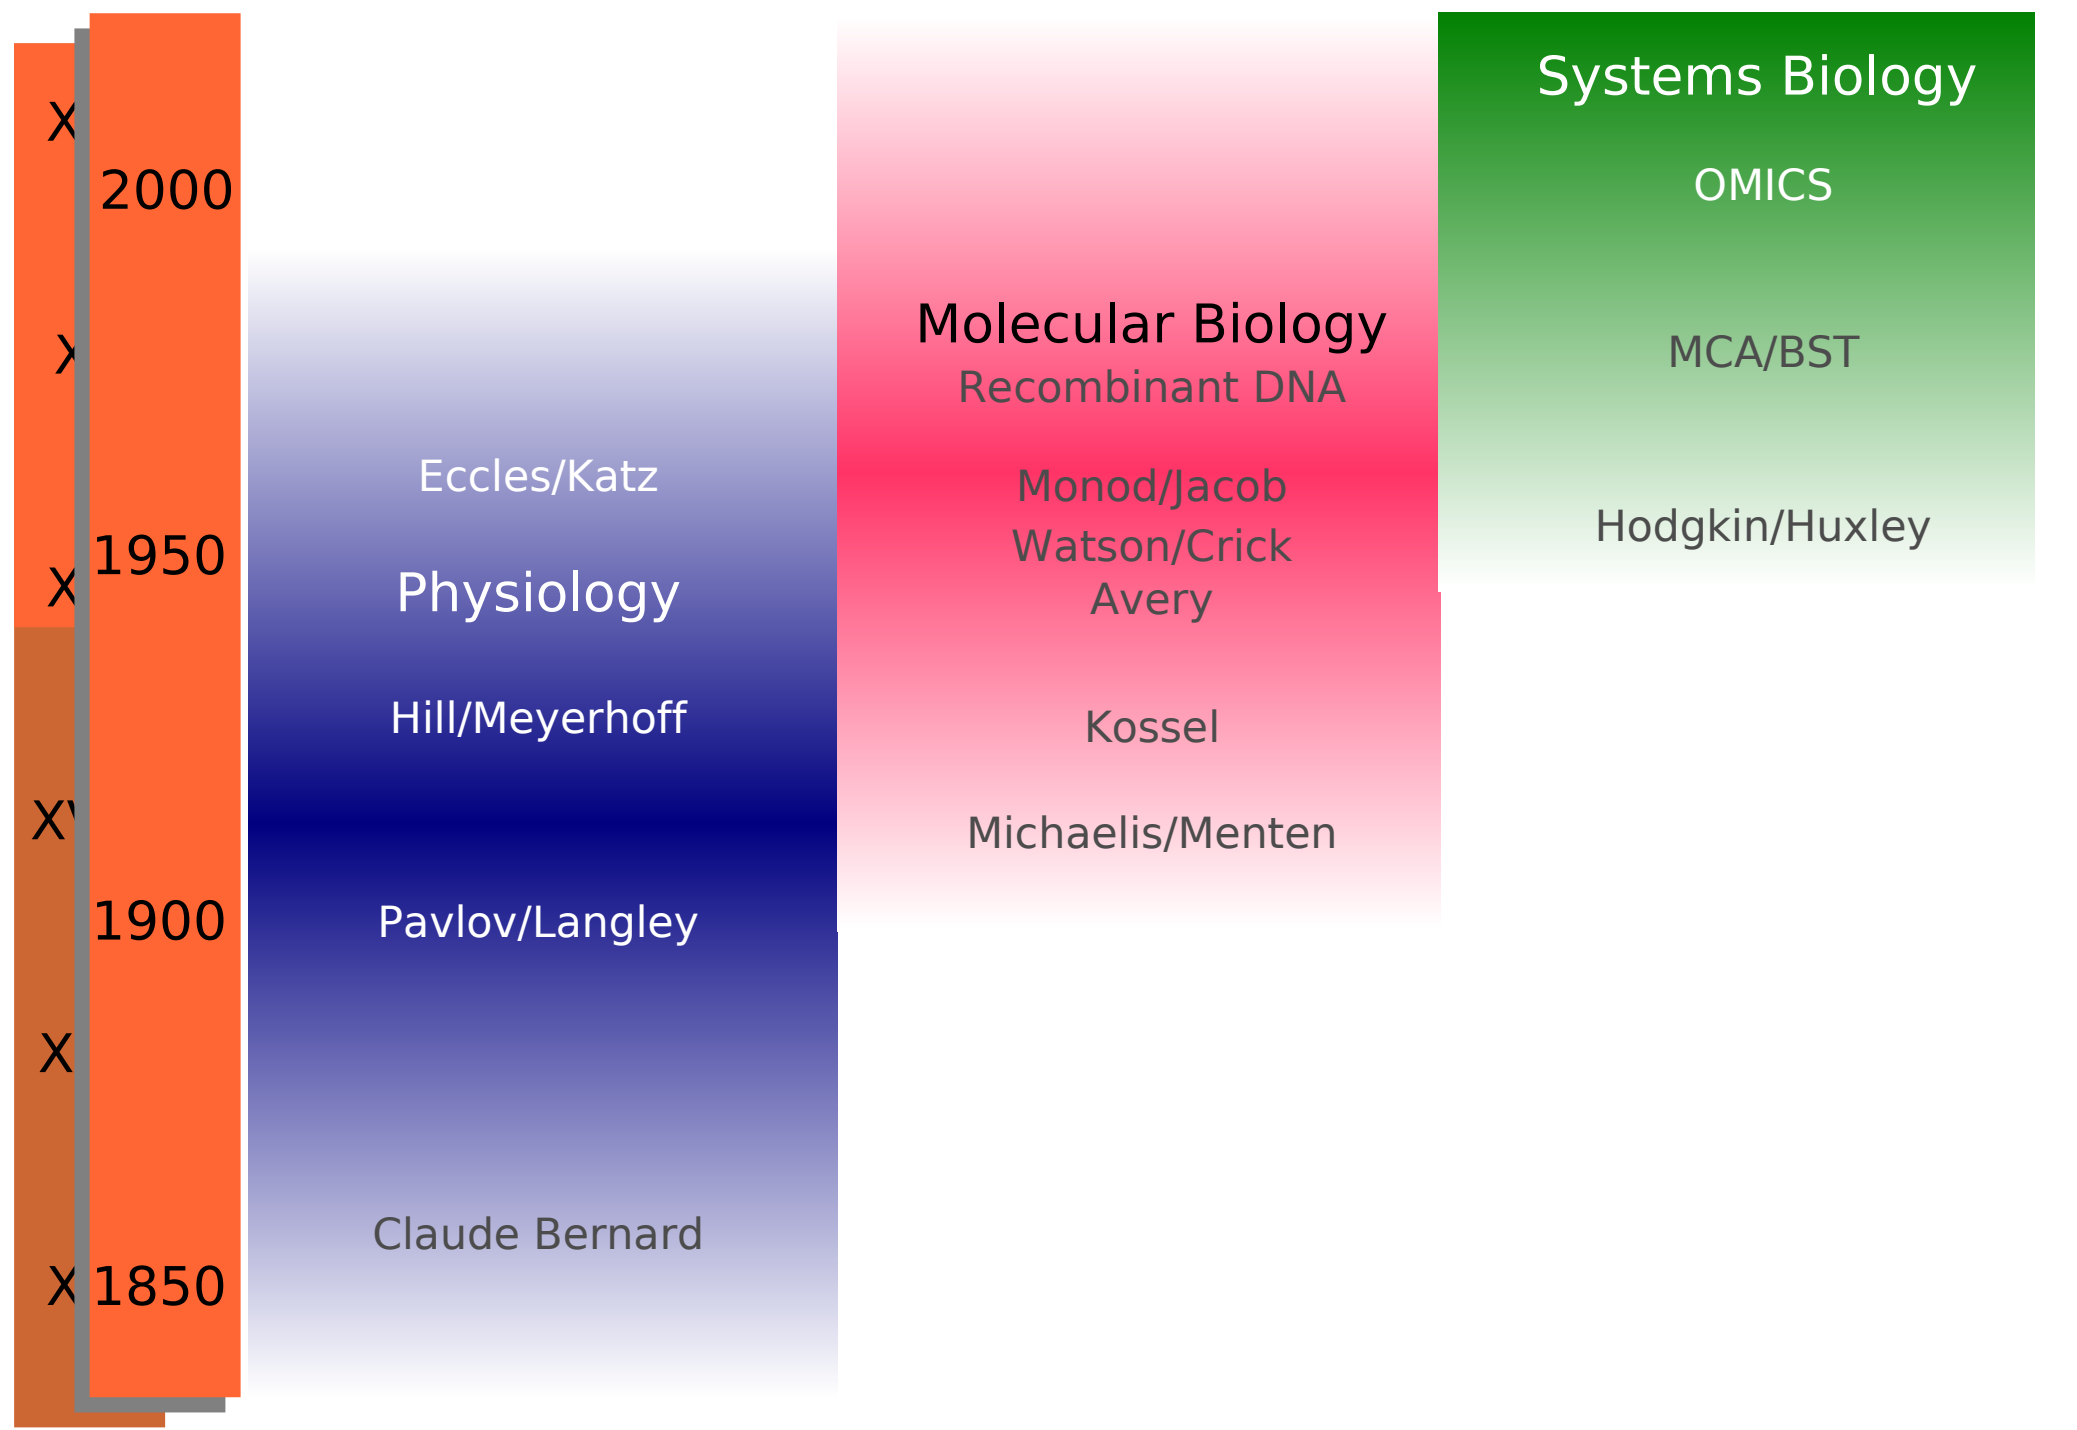 2000
1950
1900
1850
Eccles/Katz
Physiology
Hill/Meyerhoff
Pavlov/Langley
Claude Bernard
Molecular Biology
Recombinant DNA
Monod/Jacob
Watson/Crick
Avery
Kossel
Michaelis/Menten
Systems Biology
OMICS
MCA/BST
Hodgkin/Huxley